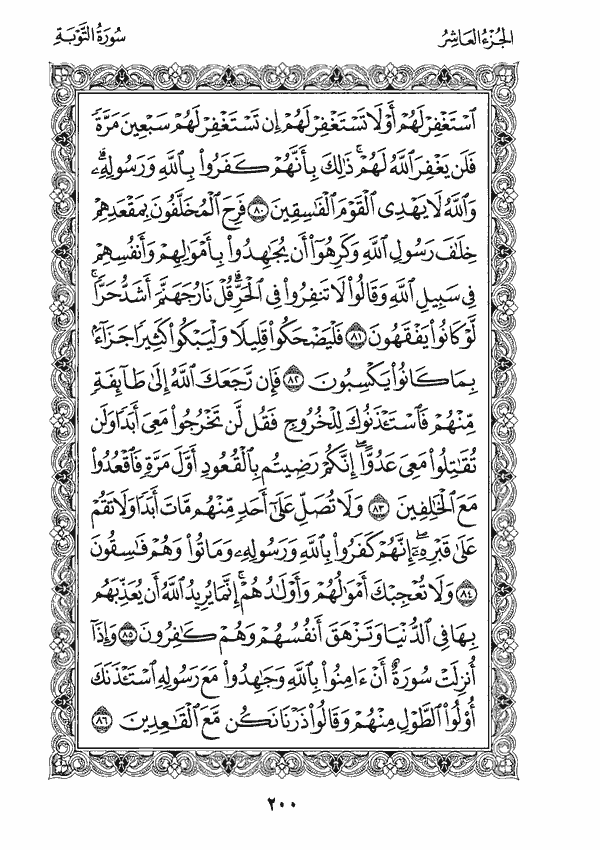 الجُزْءُ العَاشِرُ
سُورَةُ التَّوْبَةِ
ٱسْتَغْفِرْ لَهُمْ أَوْ لَا تَسْتَغْفِرْ لَهُمْ إِن تَسْتَغْفِرْ لَهُمْ سَبْعِينَ مَرَّةً
فَلَن يَغْفِرَ ٱللَّهُ لَهُمْ ۚ ذَٰلِكَ بِأَنَّهُمْ كَفَرُوا۟ بِٱللَّهِ وَرَسُولِهِۦ ۗ
وَٱللَّهُ لَا يَهْدِى ٱلْقَوْمَ ٱلْفَـٰسِقِينَ ٨٠ فَرِحَ ٱلْمُخَلَّفُونَ بِمَقْعَدِهِمْ
خِلَـٰفَ رَسُولِ ٱللَّهِ وَكَرِهُوٓا۟ أَن يُجَـٰهِدُوا۟ بِأَمْوَٰلِهِمْ وَأَنفُسِهِمْ
فِى سَبِيلِ ٱللَّهِ وَقَالُوا۟ لَا تَنفِرُوا۟ فِى ٱلْحَرِّ ۗ قُلْ نَارُ جَهَنَّمَ أَشَدُّ حَرًّا ۚ
لَّوْ كَانُوا۟ يَفْقَهُونَ ٨١ فَلْيَضْحَكُوا۟ قَلِيلًا وَلْيَبْكُوا۟ كَثِيرًا جَزَآءًۢ
بِمَا كَانُوا۟ يَكْسِبُونَ ٨٢ فَإِن رَّجَعَكَ ٱللَّهُ إِلَىٰ طَآئِفَةٍ
مِّنْهُمْ فَٱسْتَـْٔذَنُوكَ لِلْخُرُوجِ فَقُل لَّن تَخْرُجُوا۟ مَعِىَ أَبَدًا وَلَن
تُقَـٰتِلُوا۟ مَعِىَ عَدُوًّا ۖ إِنَّكُمْ رَضِيتُم بِٱلْقُعُودِ أَوَّلَ مَرَّةٍ فَٱقْعُدُوا۟
مَعَ ٱلْخَـٰلِفِينَ ٨٣ وَلَا تُصَلِّ عَلَىٰٓ أَحَدٍ مِّنْهُم مَّاتَ أَبَدًا وَلَا تَقُمْ
عَلَىٰ قَبْرِهِۦٓ ۖ إِنَّهُمْ كَفَرُوا۟ بِٱللَّهِ وَرَسُولِهِۦ وَمَاتُوا۟ وَهُمْ فَـٰسِقُونَ
٨٤ وَلَا تُعْجِبْكَ أَمْوَٰلُهُمْ وَأَوْلَـٰدُهُمْ ۚ إِنَّمَا يُرِيدُ ٱللَّهُ أَن يُعَذِّبَهُم
بِهَا فِى ٱلدُّنْيَا وَتَزْهَقَ أَنفُسُهُمْ وَهُمْ كَـٰفِرُونَ ٨٥ وَإِذَآ
أُنزِلَتْ سُورَةٌ أَنْ ءَامِنُوا۟ بِٱللَّهِ وَجَـٰهِدُوا۟ مَعَ رَسُولِهِ ٱسْتَـْٔذَنَكَ
أُو۟لُوا۟ ٱلطَّوْلِ مِنْهُمْ وَقَالُوا۟ ذَرْنَا نَكُن مَّعَ ٱلْقَـٰعِدِينَ ٨٦
٢٠٠